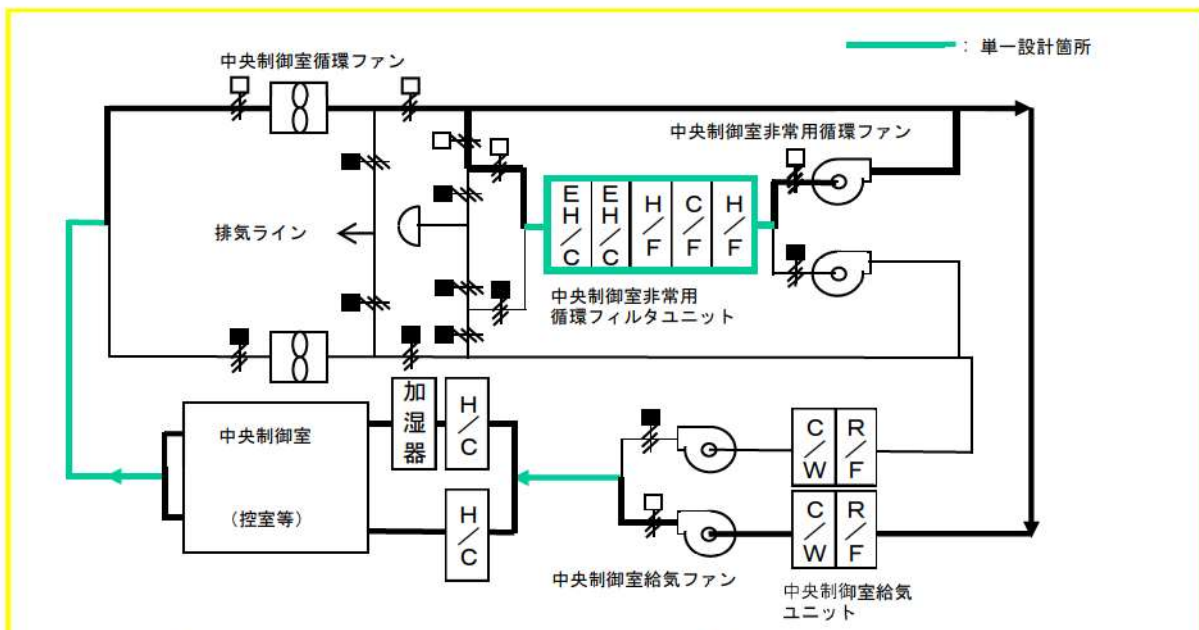 : 単一設計箇所
中央制御室循環ファン
中央制御室非常用循環ファン
EH/C
EH/C
H/F
C/F
H/F
排気ライン
中央制御室非常用
循環フィルタユニット
加湿器
H/C
中央制御室
(控室等)
H/C
C/W
R/F
C/W
R/F
中央制御室給気ファン
中央制御室給気
ユニット